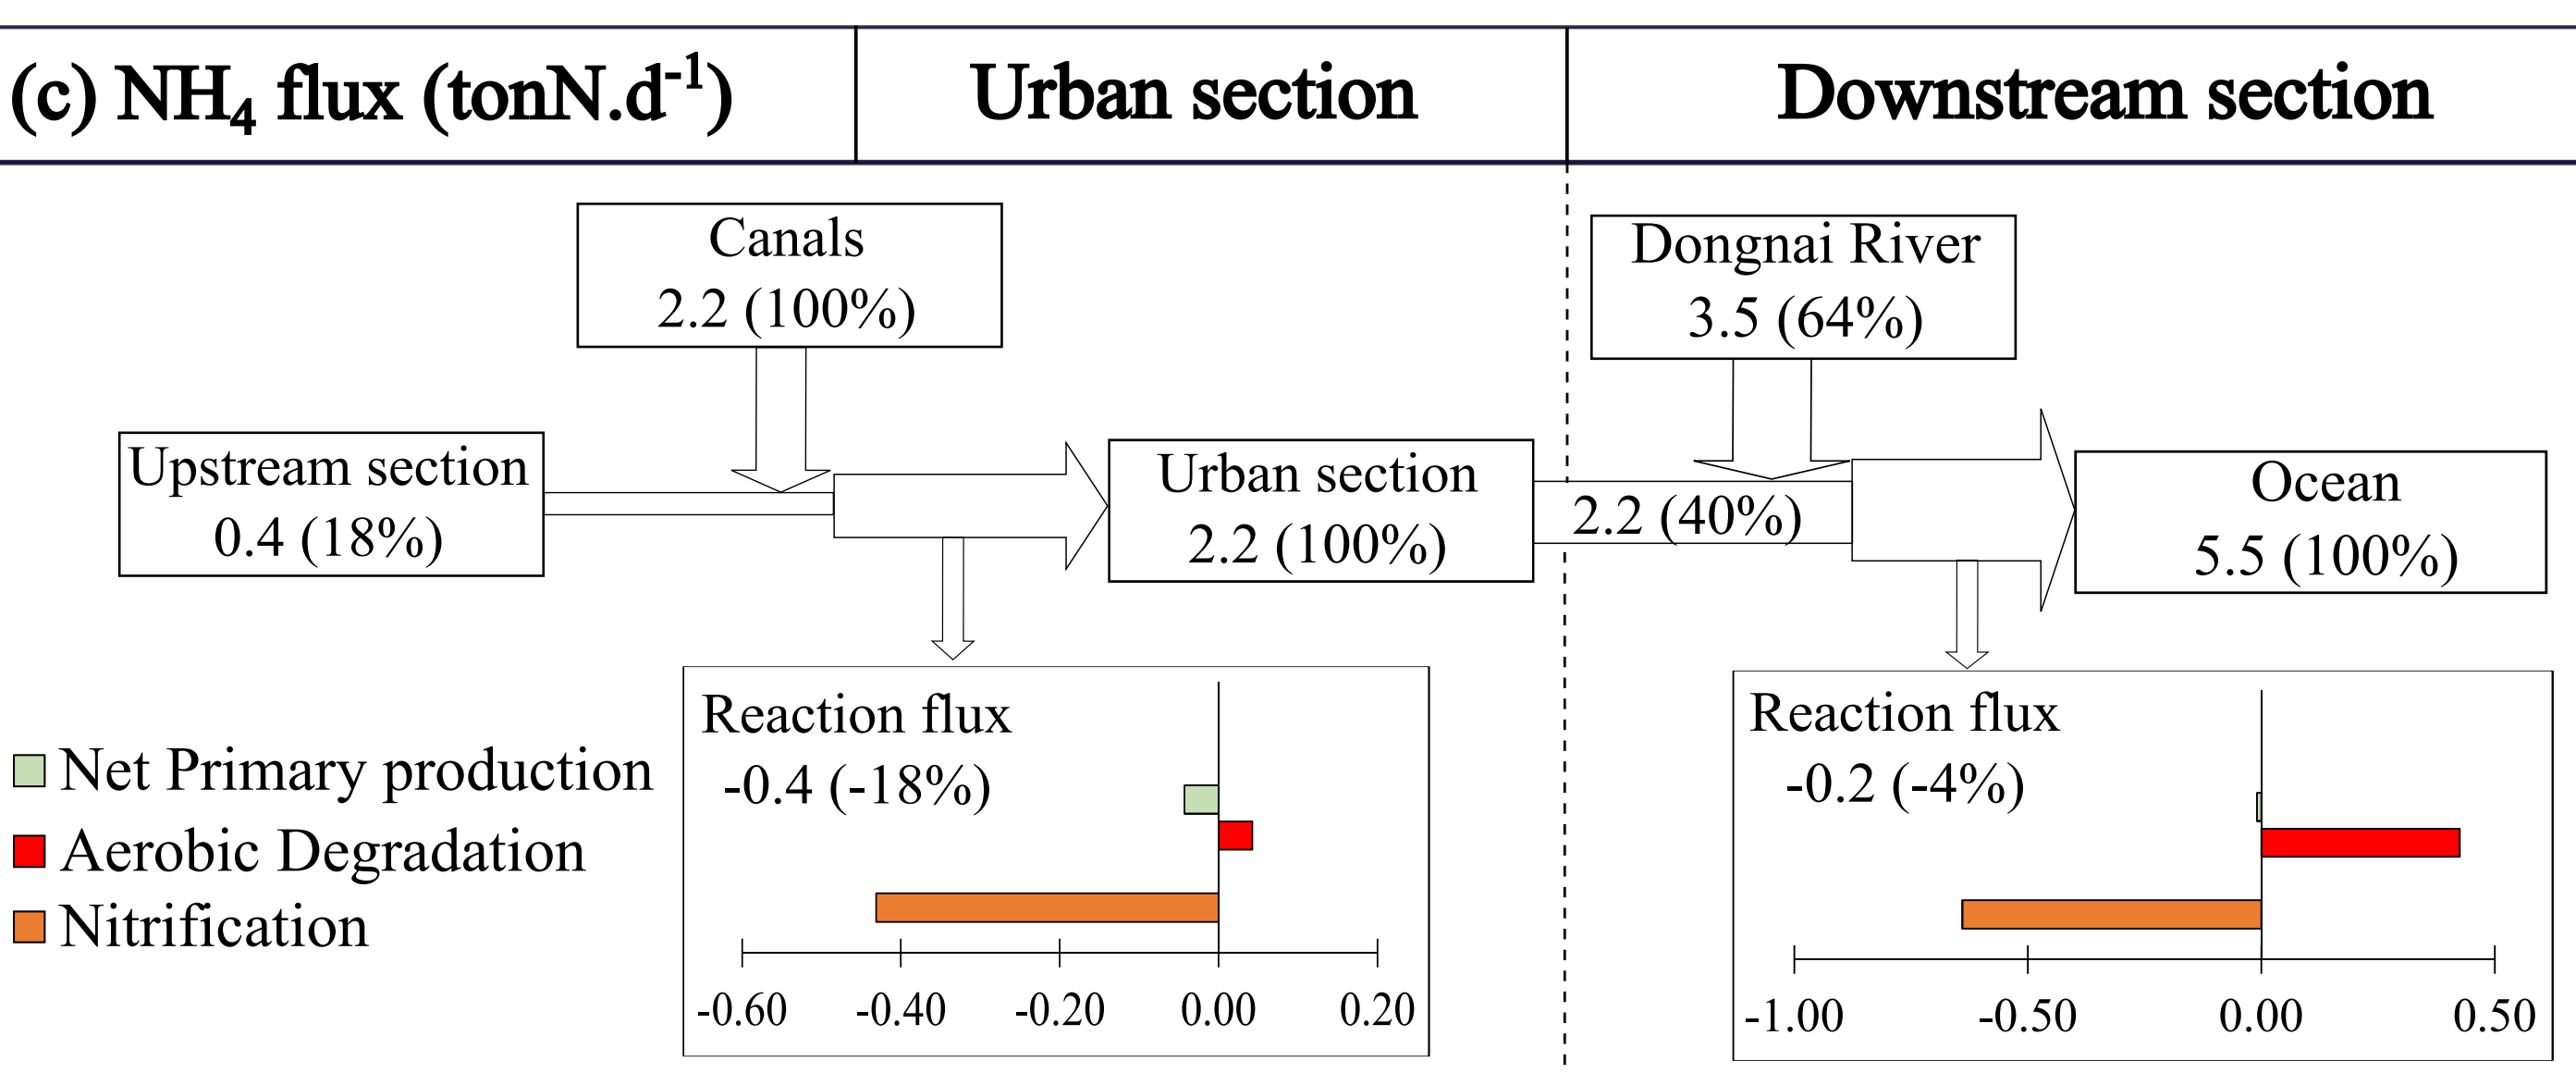 (c) NH₄ flux (tonN.d⁻¹)
Urban section
Downstream section
Canals
2.2 (100%)
Dongnai River
3.5 (64%)
Upstream section
0.4 (18%)
Urban section
2.2 (100%)
2.2 (40%)
Ocean
5.5 (100%)
Net Primary production
Aerobic Degradation
Nitrification
Reaction flux
-0.4 (-18%)
-0.60 -0.40 -0.20 0.00 0.20
Reaction flux
-0.2 (-4%)
-1.00 -0.50 0.00 0.50